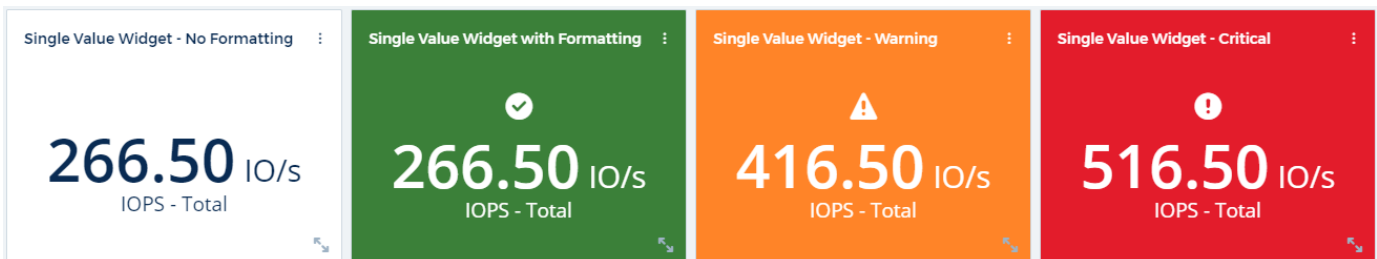 Single Value Widget - No Formatting
266.50 IO/s
IOPS - Total
Single Value Widget with Formatting
266.50 IO/s
IOPS - Total
Single Value Widget - Warning
416.50 IO/s
IOPS - Total
Single Value Widget - Critical
516.50 IO/s
IOPS - Total